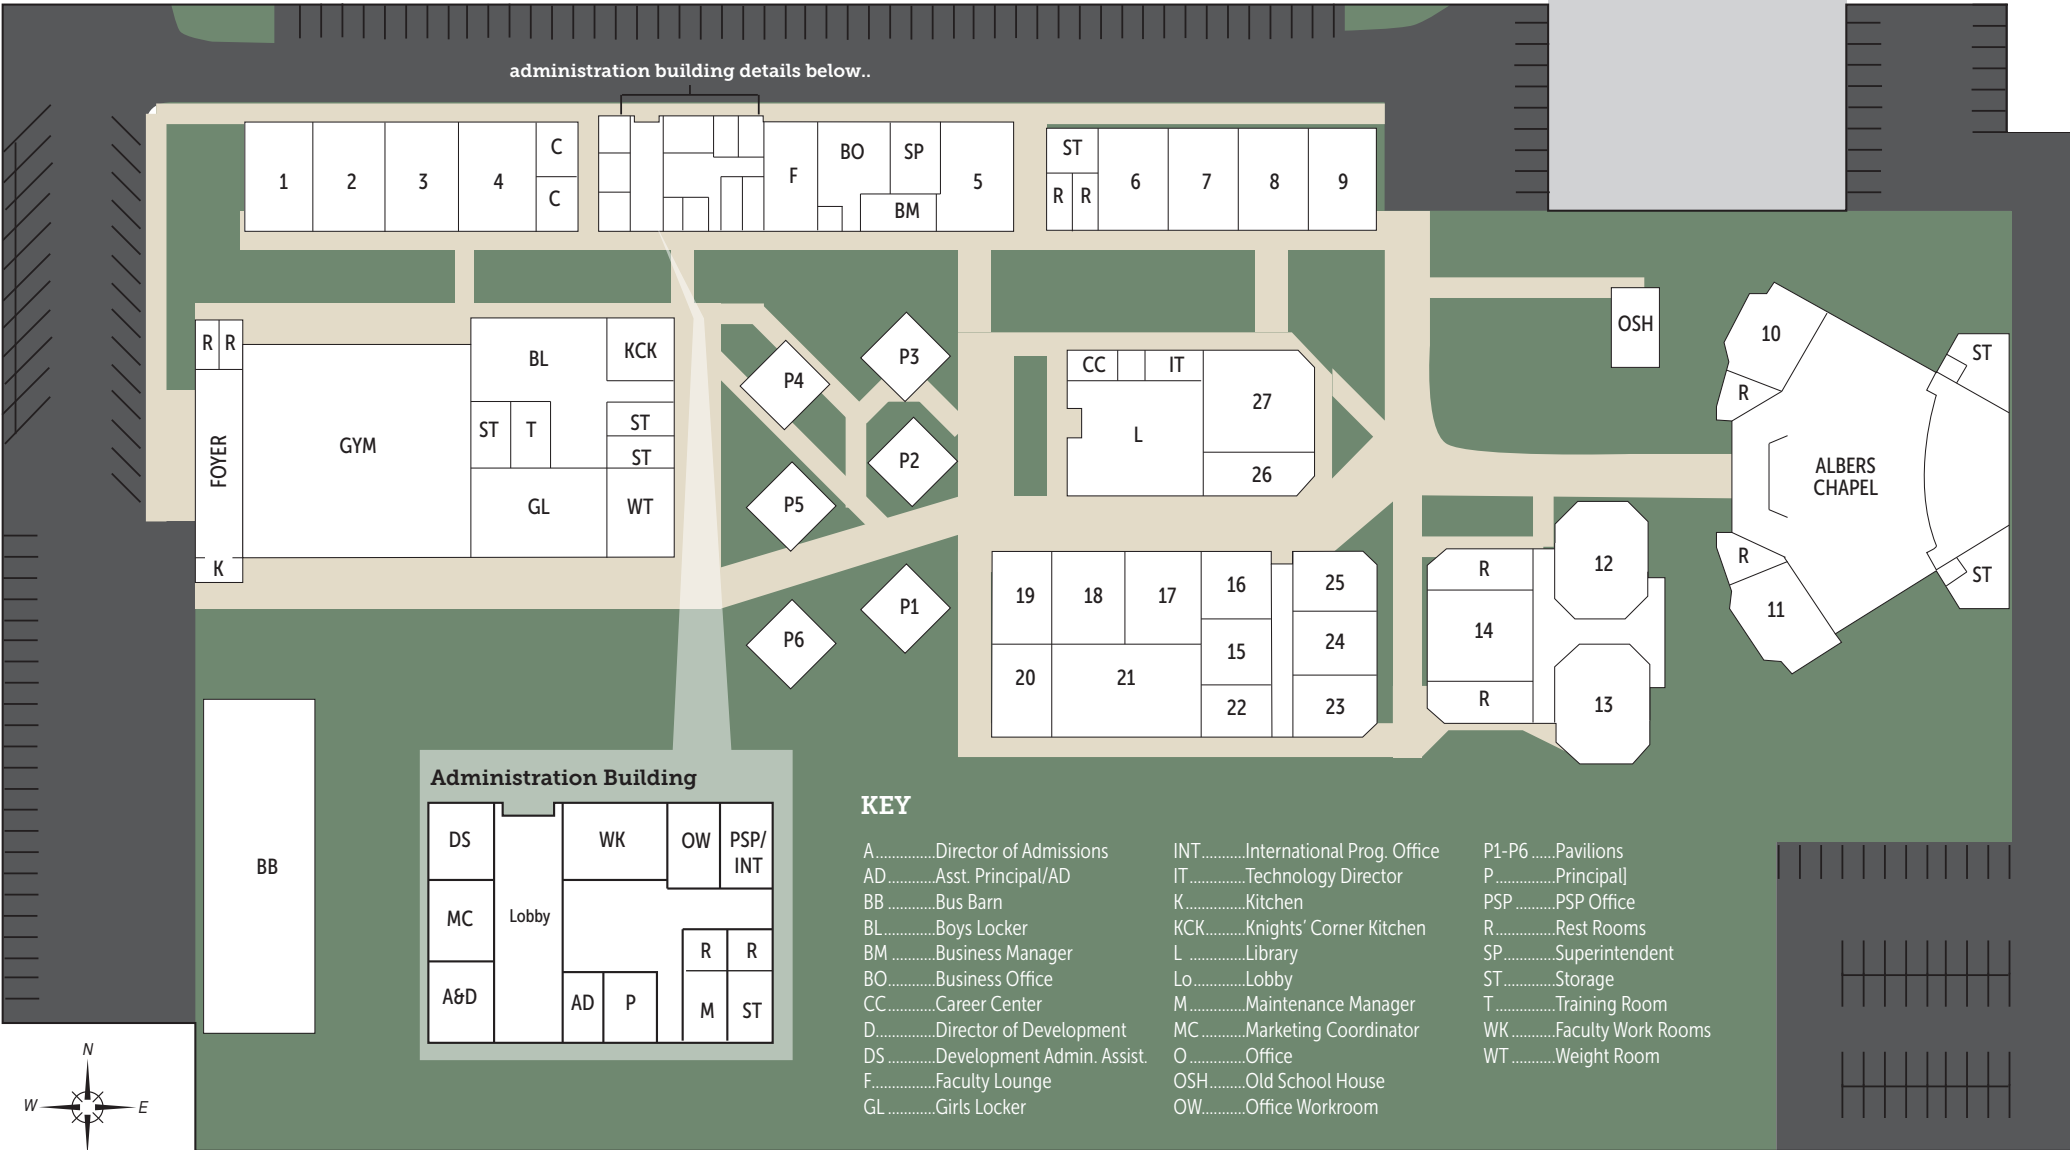 administration building details below..
1
2
3
4
C
C
F
BO
SP
BM
5
ST
R
R
6
7
8
9
OSH
R
R
FOYER
K
GYM
BL
KCK
ST
T
ST
ST
GL
WT
P4
P3
P2
P5
P1
P6
CC
IT
L
27
26
10
R
ST
ALBERS
CHAPEL
R
11
ST
19
18
17
16
25
15
24
20
21
22
23
R
14
R
12
13
BB
Administration Building
DS
WK
OW
PSP/
INT
MC
Lobby
A&D
AD
P
R
R
M
ST
N
W
E
KEY
A..............Director of Admissions
AD...........Asst. Principal/AD
BB ...........Bus Barn
BL............Boys Locker
BM ..........Business Manager
BO...........Business Office
CC ...........Career Center
D..............Director of Development
DS ...........Development Admin. Assist.
F...............Faculty Lounge
GL ...........Girls Locker
INT..........International Prog. Office
IT.............Technology Director
K..............Kitchen
KCK.........Knights' Corner Kitchen
L ..............Library
Lo.............Lobby
M .............Maintenance Manager
MC ..........Marketing Coordinator
O .............Office
OSH........Old School House
OW..........Office Workroom
P1-P6 ......Pavilions
P..............Principal]
PSP .........PSP Office
R..............Rest Rooms
SP............Superintendent
ST............Storage
T..............Training Room
WK ..........Faculty Work Rooms
WT ..........Weight Room